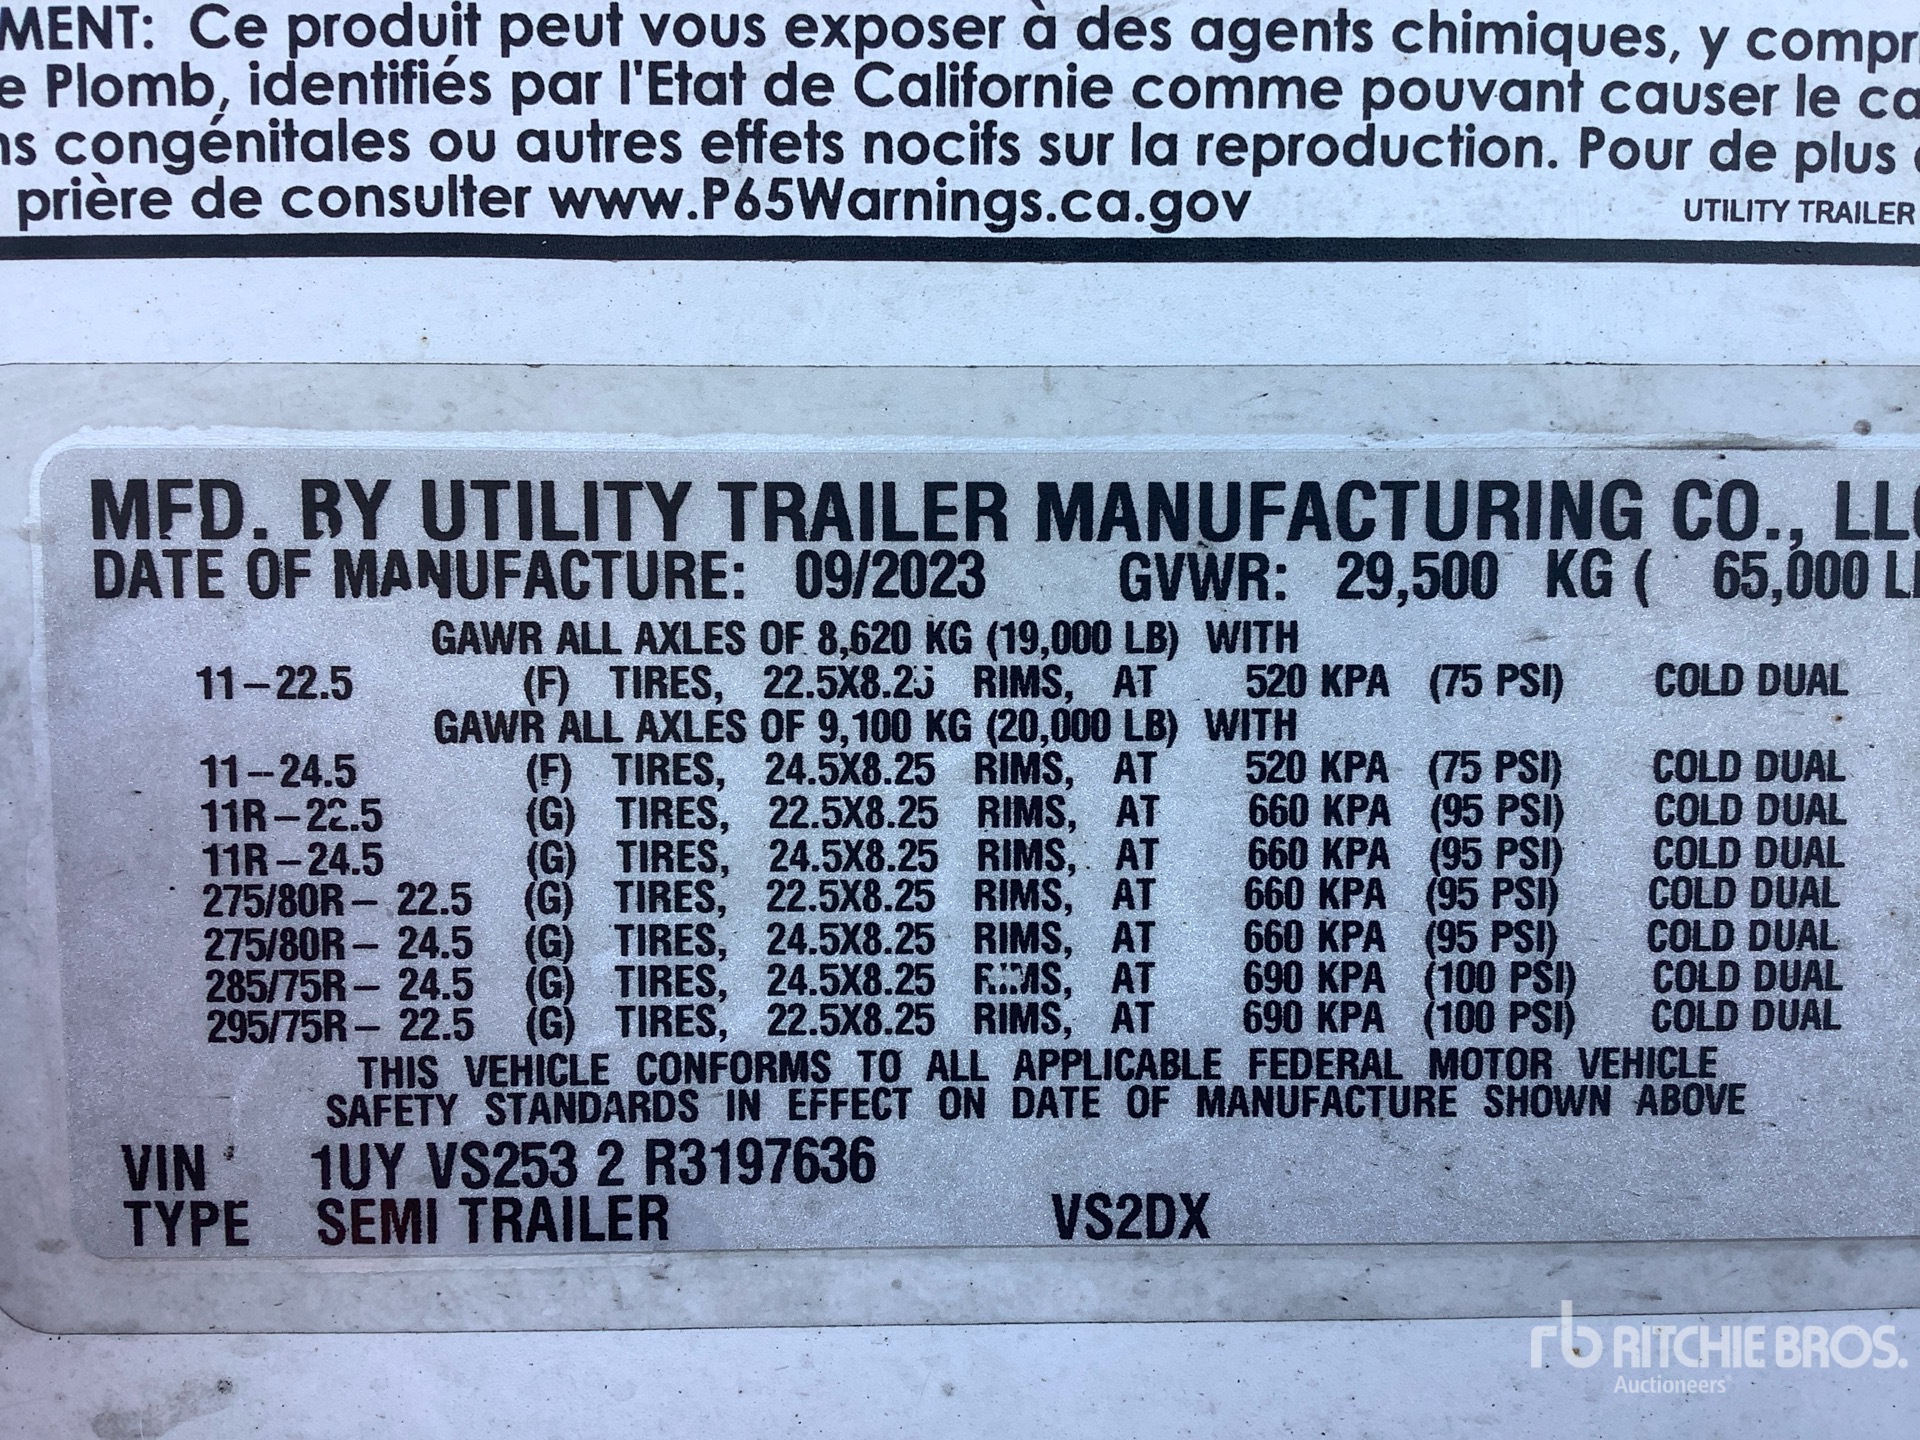 MENT: Ce produit peut vous exposer à des agents chimiques, y compr
e Plomb, identifiés par l'Etat de Californie comme pouvant causer le ca
ns congénitales ou autres effets nocifs sur la reproduction. Pour de plus
prière de consulter www.P65Warnings.ca.gov
UTILITY TRAILER
MFD. BY UTILITY TRAILER MANUFACTURING CO., LLC
DATE OF MANUFACTURE: 09/2023 GVWR: 29,500 KG ( 65,000 LB
GAWR ALL AXLES OF 8,620 KG (19,000 LB) WITH
11-22.5 (F) TIRES, 22.5X8.25 RIMS, AT 520 KPA (75 PSI) COLD DUAL
GAWR ALL AXLES OF 9,100 KG (20,000 LB) WITH
11-24.5 (F) TIRES, 24.5X8.25 RIMS, AT 520 KPA (75 PSI) COLD DUAL
11R-22.5 (G) TIRES, 22.5X8.25 RIMS, AT 660 KPA (95 PSI) COLD DUAL
11R-24.5 (G) TIRES, 24.5X8.25 RIMS, AT 660 KPA (95 PSI) COLD DUAL
275/80R- 22.5 (G) TIRES, 22.5X8.25 RIMS, AT 660 KPA (95 PSI) COLD DUAL
275/80R- 24.5 (G) TIRES, 24.5X8.25 RIMS, AT 660 KPA (95 PSI) COLD DUAL
285/75R- 24.5 (G) TIRES, 24.5X8.25 RIMS, AT 690 KPA (100 PSI) COLD DUAL
295/75R- 22.5 (G) TIRES, 22.5X8.25 RIMS, AT 690 KPA (100 PSI) COLD DUAL
THIS VEHICLE CONFORMS TO ALL APPLICABLE FEDERAL MOTOR VEHICLE
SAFETY STANDARDS IN EFFECT ON DATE OF MANUFACTURE SHOWN ABOVE
VIN 1UY VS253 2 R3197636
TYPE SEMI TRAILER VS2DX
rb RITCHIE BROS.
Auctioneers